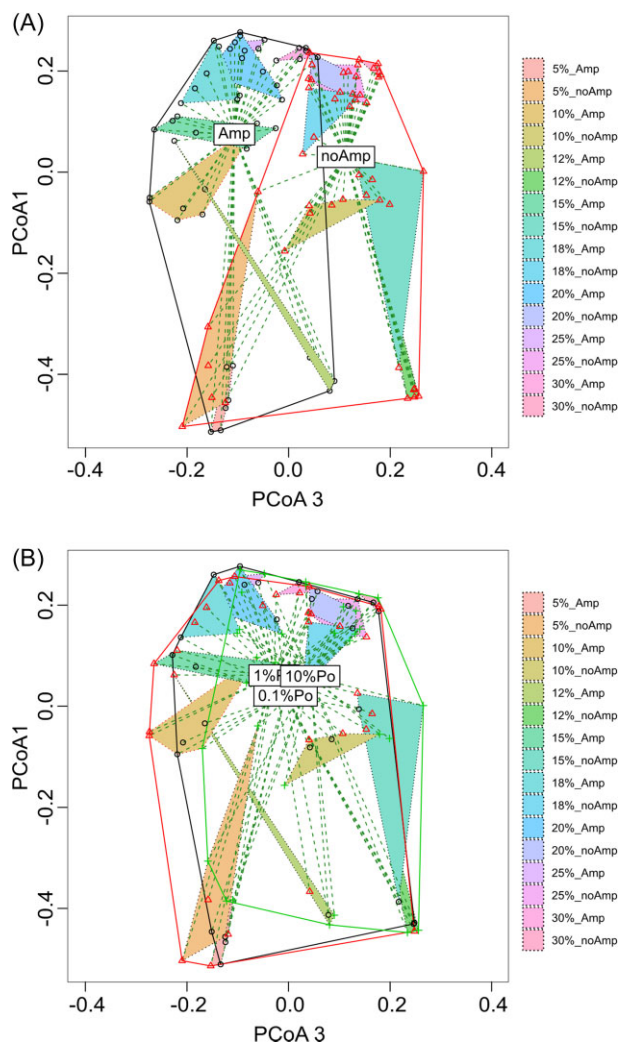 (A)
0.2
0.0
-0.2
-0.4
PCoA1
Amp
noAmp
-0.4 -0.2 0.0 0.2 0.4
PCoA 3
5%_Amp
5%_noAmp
10%_Amp
10%_noAmp
12%_Amp
12%_noAmp
15%_Amp
15%_noAmp
18%_Amp
18%_noAmp
20%_Amp
20%_noAmp
25%_Amp
25%_noAmp
30%_Amp
30%_noAmp
(B)
0.2
0.0
-0.2
-0.4
PCoA1
1%P
10%Po
0.1%Po
-0.4 -0.2 0.0 0.2 0.4
PCoA 3
5%_Amp
5%_noAmp
10%_Amp
10%_noAmp
12%_Amp
12%_noAmp
15%_Amp
15%_noAmp
18%_Amp
18%_noAmp
20%_Amp
20%_noAmp
25%_Amp
25%_noAmp
30%_Amp
30%_noAmp